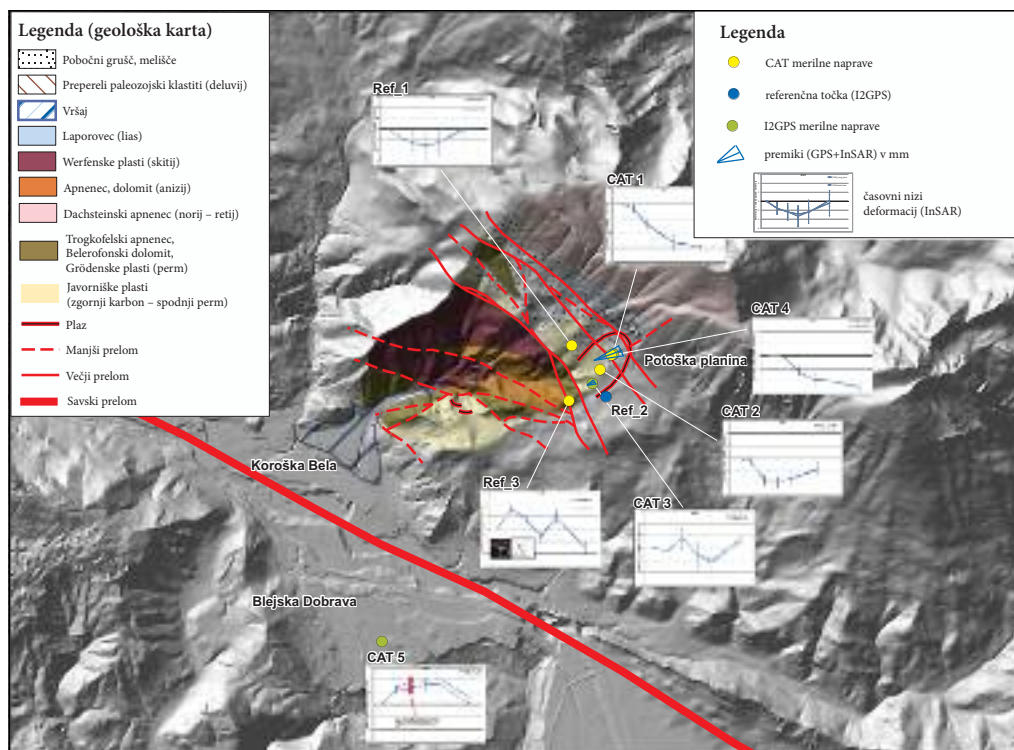 Legenda (geološka karta)
Pobočni grušč, melišče
Prepereli paleozojski klastiti (deluvij)
Vršaj
Laporovec (lias)
Werfenske plasti (skitij)
Apnenec, dolomit (anizij)
Dachsteinski apnenec (norij – retij)
Trogkofelski apnenec,
Belerofonski dolomit,
Grödenske plasti (perm)
Javorniške plasti
(zgornji karbon – spodnji perm)
Plaz
Manjši prelom
Večji prelom
Savski prelom
Legenda
CAT merilne naprave
referenčna točka (I2GPS)
I2GPS merilne naprave
premiki (GPS+InSAR) v mm
časovni nizi
deformacij (InSAR)
Ref_1
CAT 1
CAT 4
Potoška planina
Ref_2
CAT 2
Koroška Bela
Ref_3
CAT 3
Blejska Dobrava
CAT 5